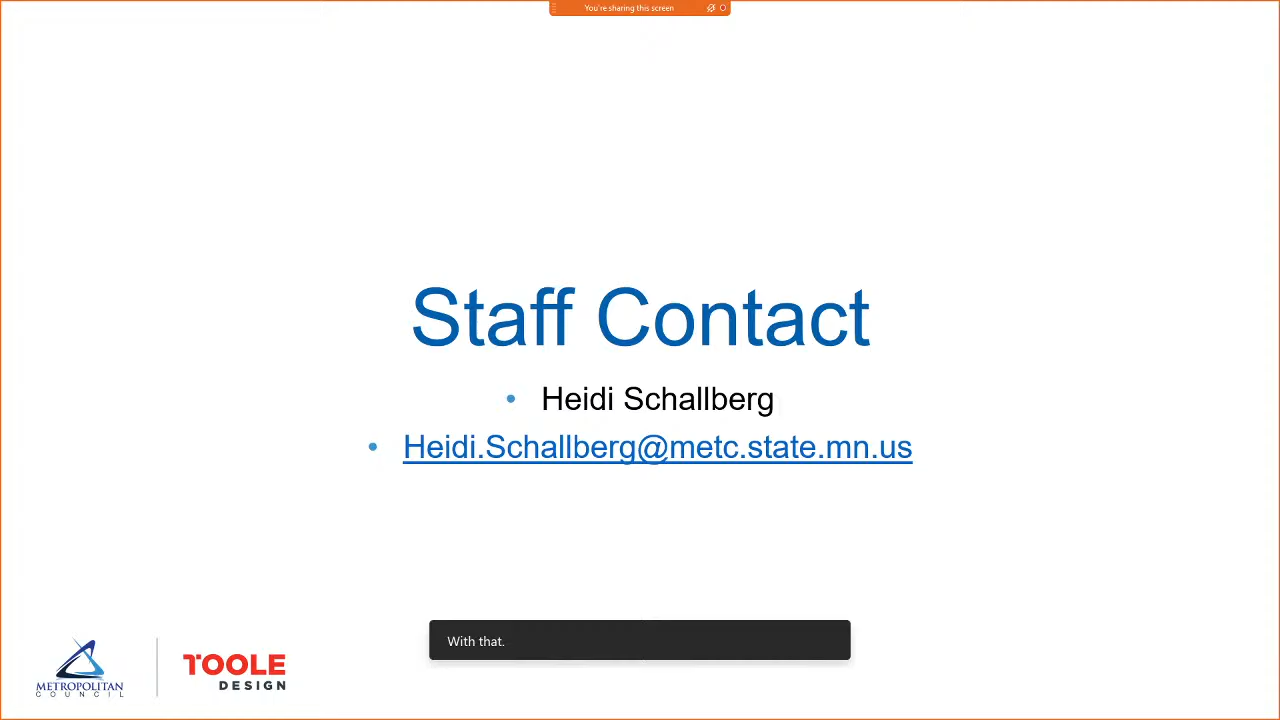 You're sharing this screen
Staff Contact
• Heidi Schallberg
• Heidi.Schallberg@metc.state.mn.us
With that.
METROPOLITAN
COUNCIL
TOOLE
DESIGN